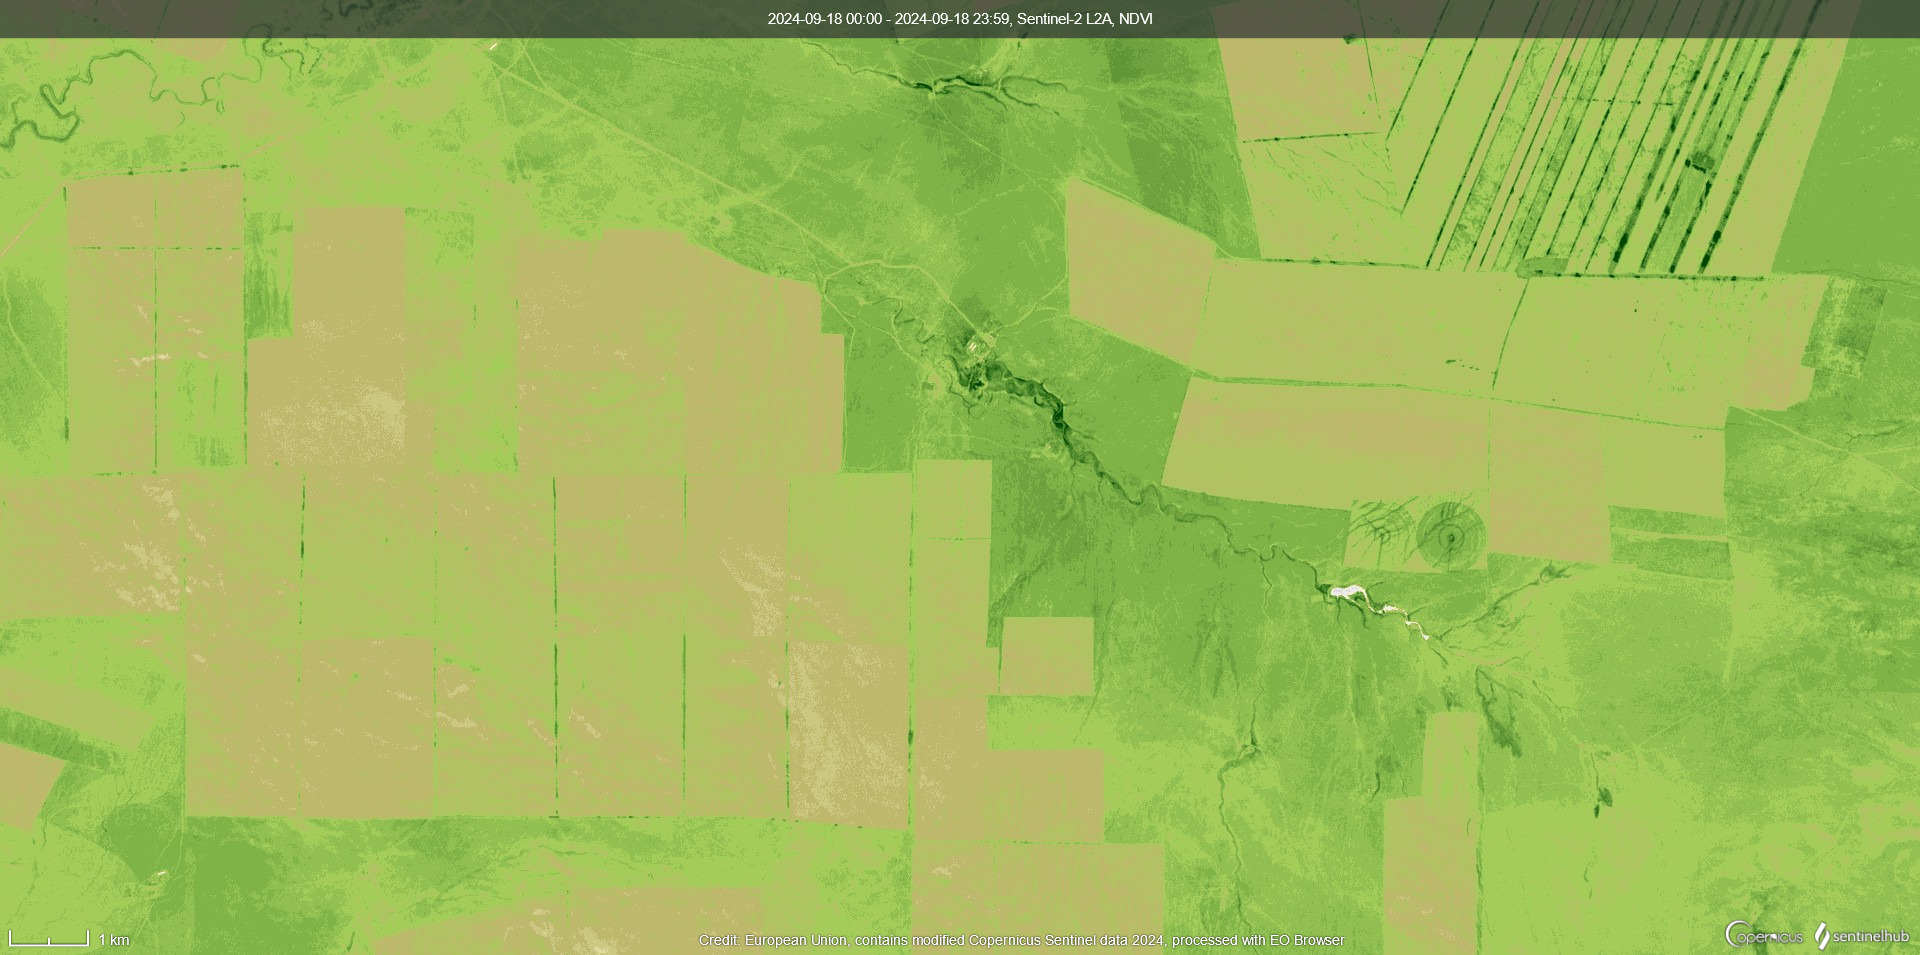 2024-09-18 00:00 - 2024-09-18 23:59, Sentinel-2 L2A, NDVI
1 km
Credit: European Union, contains modified Copernicus Sentinel data 2024, processed with EO Browser
opernicus
sentinelhub